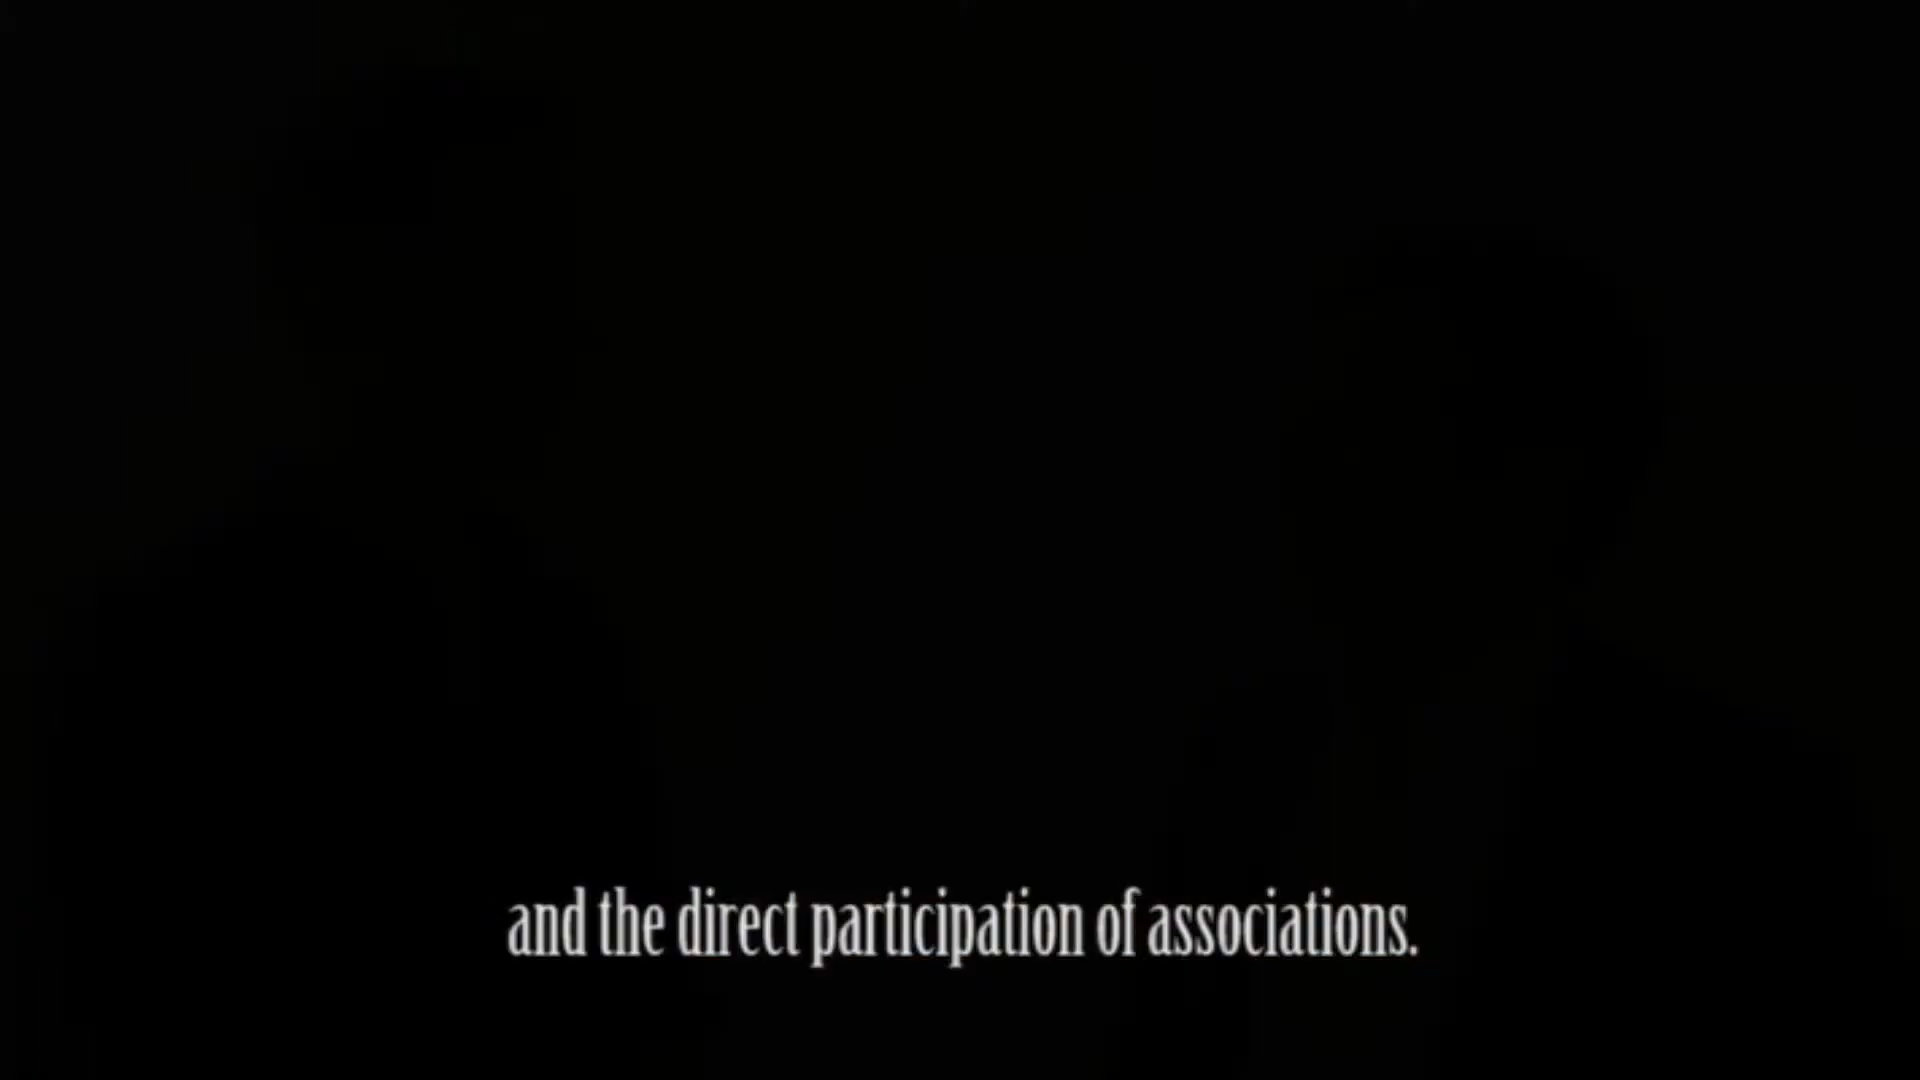 and the direct participation of associations.